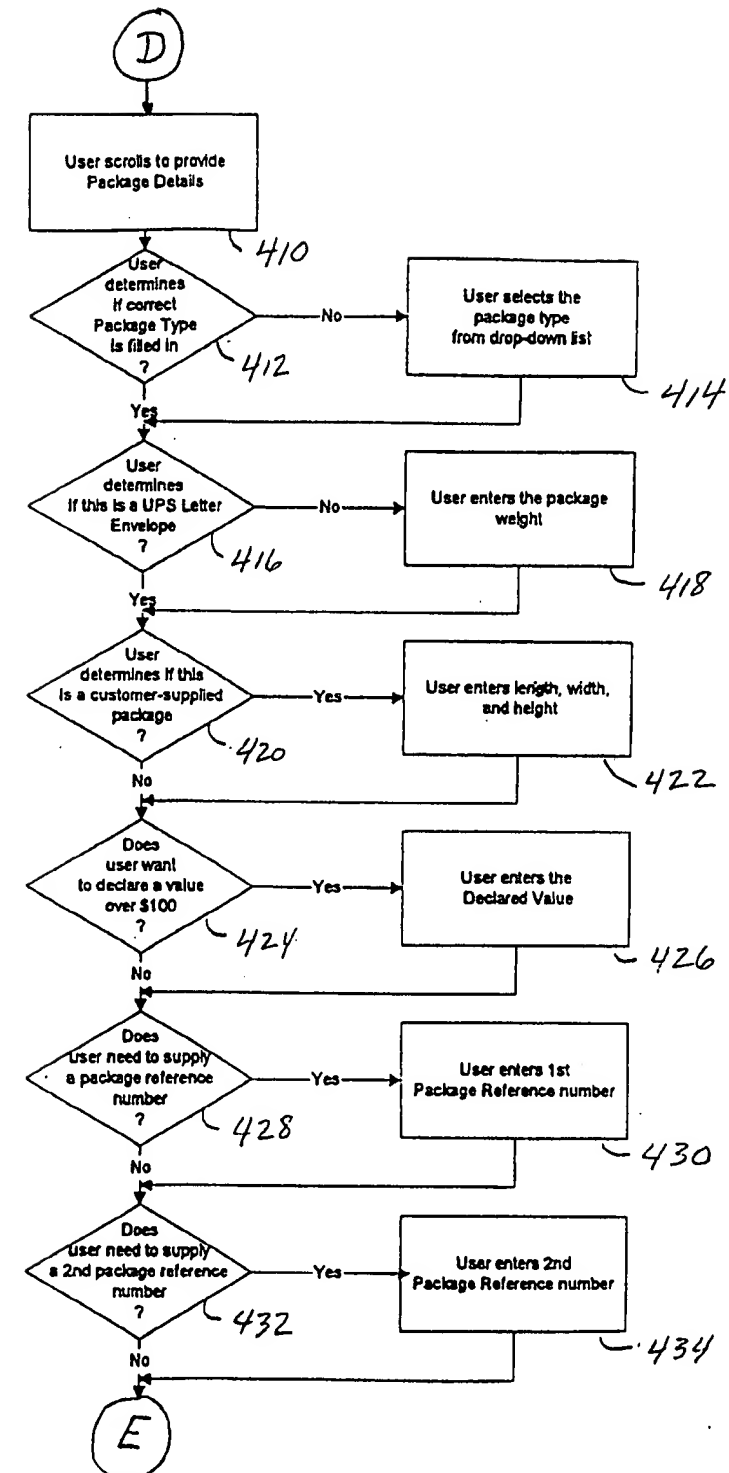 D
User scrolls to provide
Package Details
410
User
determines
if correct
Package Type
is filled in
?
412
No
User selects the
package type
from drop-down list
414
Yes
User
determines
if this is a UPS Letter
Envelope
?
416
No
User enters the package
weight
418
Yes
User
determines if this
is a customer-supplied
package
?
420
Yes
User enters length, width,
and height
422
No
Does
user want
to declare a value
over $100
?
424
Yes
User enters the
Declared Value
426
No
Does
user need to supply
a package reference
number
?
428
Yes
User enters 1st
Package Reference number
430
No
Does
user need to supply
a 2nd package reference
number
?
432
Yes
User enters 2nd
Package Reference number
434
No
E